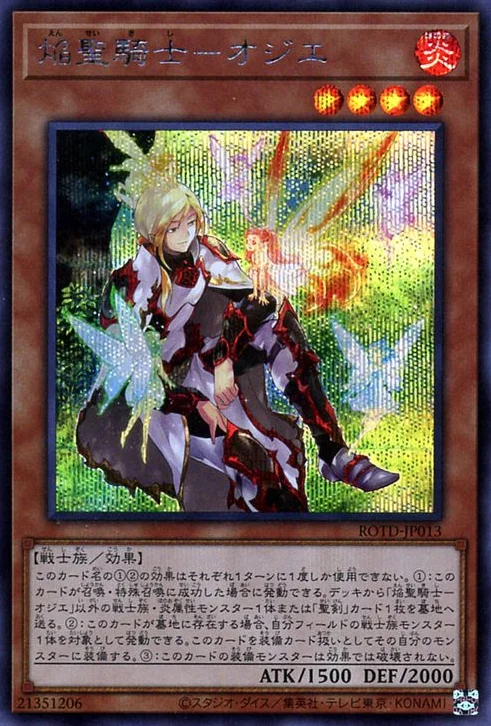 焔聖騎士－オジエ
炎
ROTD-JP013
【戦士族／効果】
このカード名の①②の効果はそれぞれ1ターンに1度しか使用できない。①：この
カードが召喚・特殊召喚に成功した場合に発動できる。デッキから「焔聖騎士－
オジエ」以外の戦士族・炎属性モンスター1体または「聖剣」カード1枚を墓地へ
送る。②：このカードが墓地に存在する場合、自分フィールドの戦士族モンスター
1体を対象として発動できる。このカードを装備カード扱いとしてその自分のモン
スターに装備する。③：このカードの装備モンスターは効果では破壊されない。
ATK/1500 DEF/2000
21351206
©スタジオ・ダイス/集英社・テレビ東京・KONAMI